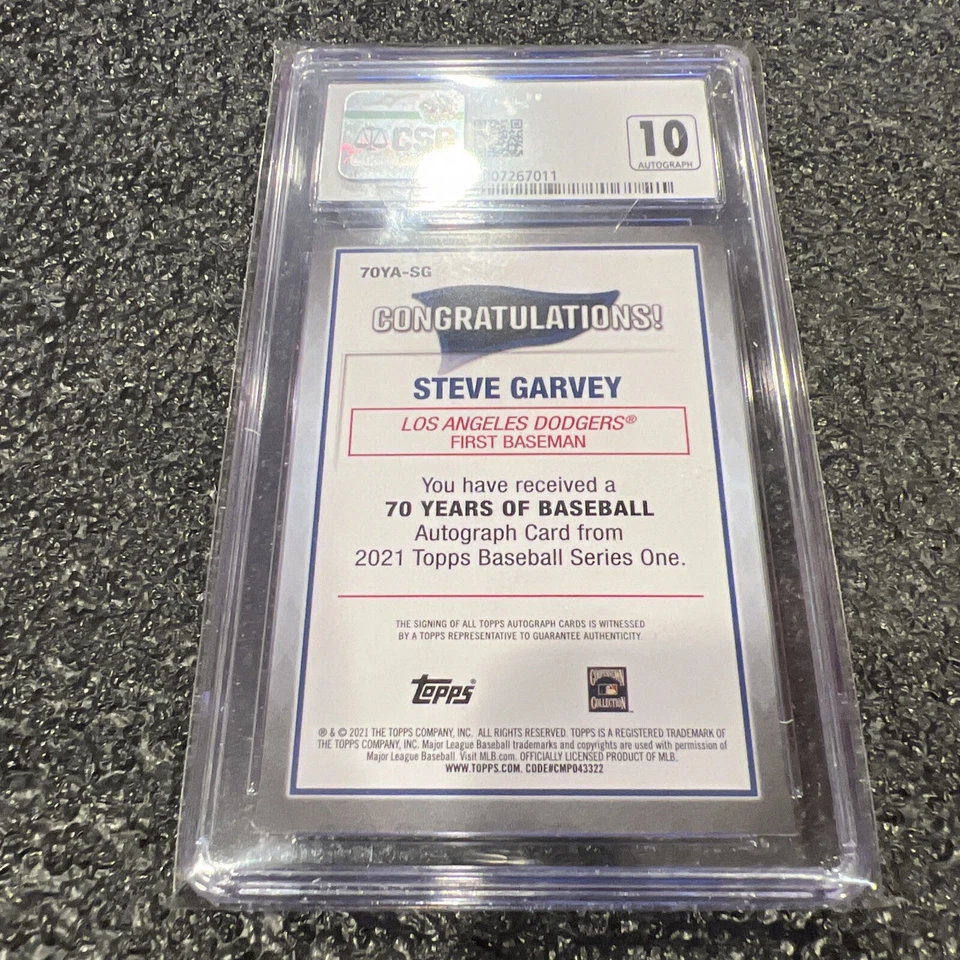 CSG
10
AUTOGRAPH
07267011
70YA-SG
CONGRATULATIONS!
STEVE GARVEY
LOS ANGELES DODGERS®
FIRST BASEMAN
You have received a
70 YEARS OF BASEBALL
Autograph Card from
2021 Topps Baseball Series One.
THE SIGNING OF ALL TOPPS AUTOGRAPH CARDS IS WITNESSED
BY A TOPPS REPRESENTATIVE TO GUARANTEE AUTHENTICITY.
topps®
COOPERSTOWN
COLLECTION™
® & © 2021 THE TOPPS COMPANY, INC. ALL RIGHTS RESERVED. TOPPS IS A REGISTERED TRADEMARK OF
THE TOPPS COMPANY, INC. Major League Baseball trademarks and copyrights are used with permission of
Major League Baseball. Visit MLB.com. OFFICIALLY LICENSED PRODUCT OF MLB.
WWW.TOPPS.COM. CODE#CMP043322